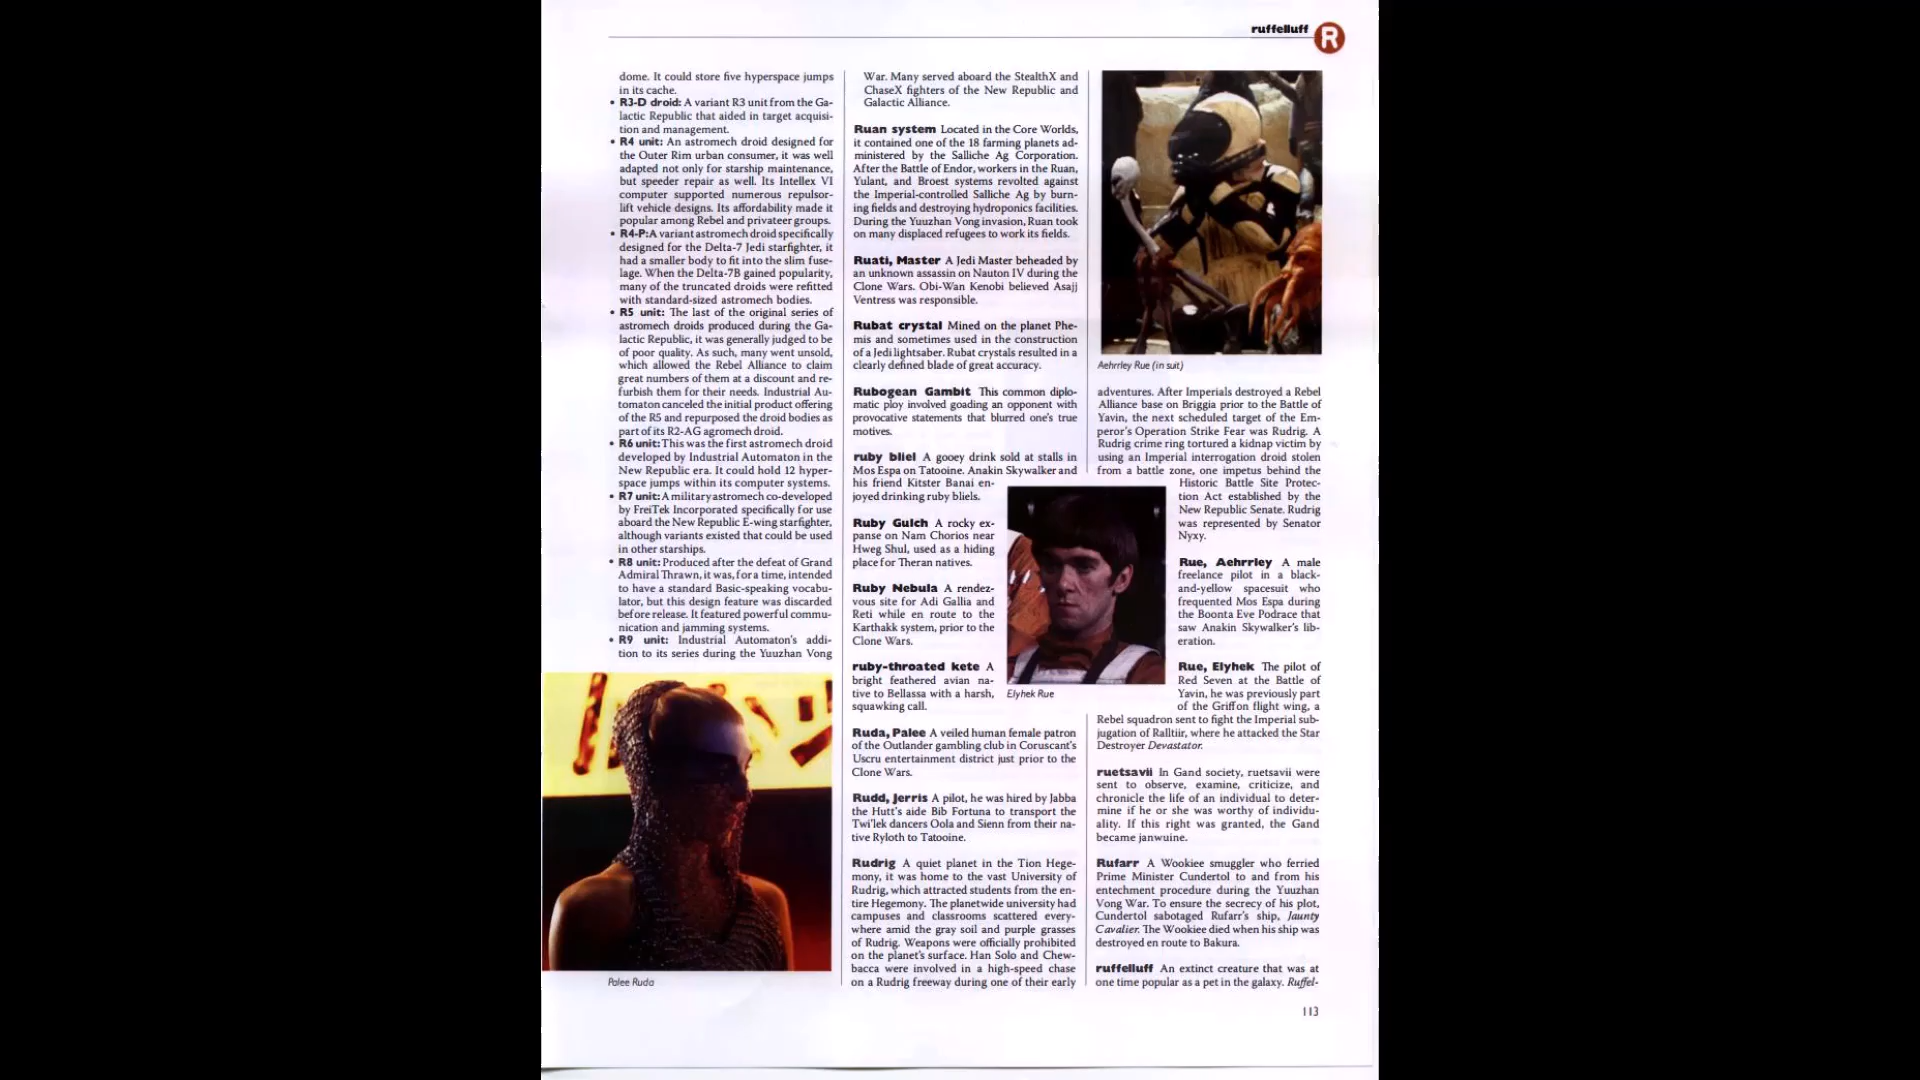 ruffelluff R
dome. It could store five hyperspace jumps
in its cache.
• R3-D droid: A variant R3 unit from the Ga-
lactic Republic that aided in target acquisi-
tion and management.
• R4 unit: An astromech droid designed for
the Outer Rim urban consumer, it was well
adapted not only for starship maintenance,
but speeder repair as well. Its Intellex VI
computer supported numerous repulsor-
lift vehicle designs. Its affordability made it
popular among Rebel and privateer groups.
• R4-P: A variant astromech droid specifically
designed for the Delta-7 Jedi starfighter, it
had a smaller body to fit into the slim fuse-
lage. When the Delta-7B gained popularity,
many of the truncated droids were refitted
with standard-sized astromech bodies.
• R5 unit: The last of the original series of
astromech droids produced during the Ga-
lactic Republic, it was generally judged to be
of poor quality. As such, many went unsold,
which allowed the Rebel Alliance to claim
great numbers of them at a discount and re-
furbish them for their needs. Industrial Au-
tomaton canceled the initial product offering
of the R5 and repurposed the droid bodies as
part of its R2-AG agromech droid.
• R6 unit: This was the first astromech droid
developed by Industrial Automaton in the
New Republic era. It could hold 12 hyper-
space jumps within its computer systems.
• R7 unit: A military astromech co-developed
by FreiTek Incorporated specifically for use
aboard the New Republic E-wing starfighter,
although variants existed that could be used
in other starships.
• R8 unit: Produced after the defeat of Grand
Admiral Thrawn, it was, for a time, intended
to have a standard Basic-speaking vocabu-
lator, but this design feature was discarded
before release. It featured powerful commu-
nication and jamming systems.
• R9 unit: Industrial Automaton's addi-
tion to its series during the Yuuzhan Vong
Palee Ruda
War. Many served aboard the StealthX and
ChaseX fighters of the New Republic and
Galactic Alliance.
Ruan system Located in the Core Worlds,
it contained one of the 18 farming planets ad-
ministered by the Salliche Ag Corporation.
After the Battle of Endor, workers in the Ruan,
Yulant, and Broest systems revolted against
the Imperial-controlled Salliche Ag by burn-
ing fields and destroying hydroponics facilities.
During the Yuuzhan Vong invasion, Ruan took
on many displaced refugees to work its fields.
Ruati, Master A Jedi Master beheaded by
an unknown assassin on Nauton IV during the
Clone Wars. Obi-Wan Kenobi believed Asajj
Ventress was responsible.
Rubat crystal Mined on the planet Phe-
mis and sometimes used in the construction
of a Jedi lightsaber. Rubat crystals resulted in a
clearly defined blade of great accuracy.
Rubogean Gambit This common diplo-
matic ploy involved goading an opponent with
provocative statements that blurred one's true
motives.
ruby bliel A gooey drink sold at stalls in
Mos Espa on Tatooine. Anakin Skywalker and
his friend Kitster Banai en-
joyed drinking ruby bliels.
Ruby Gulch A rocky ex-
panse on Nam Chorios near
Hweg Shul, used as a hiding
place for Theran natives.
Ruby Nebula A rendez-
vous site for Adi Gallia and
Reti while en route to the
Karthakk system, prior to the
Clone Wars.
ruby-throated kete A
bright feathered avian na-
tive to Bellassa with a harsh,
squawking call.
Ruda, Palee A veiled human female patron
of the Outlander gambling club in Coruscant's
Uscru entertainment district just prior to the
Clone Wars.
Rudd, Jerris A pilot, he was hired by Jabba
the Hutt's aide Bib Fortuna to transport the
Twi'lek dancers Oola and Sienn from their na-
tive Ryloth to Tatooine.
Rudrig A quiet planet in the Tion Hege-
mony, it was home to the vast University of
Rudrig, which attracted students from the en-
tire Hegemony. The planetwide university had
campuses and classrooms scattered every-
where amid the gray soil and purple grasses
of Rudrig. Weapons were officially prohibited
on the planet's surface. Han Solo and Chew-
bacca were involved in a high-speed chase
on a Rudrig freeway during one of their early
Elyhek Rue
Aehrrley Rue (in suit)
adventures. After Imperials destroyed a Rebel
Alliance base on Briggia prior to the Battle of
Yavin, the next scheduled target of the Em-
peror's Operation Strike Fear was Rudrig. A
Rudrig crime ring tortured a kidnap victim by
using an Imperial interrogation droid stolen
from a battle zone, one impetus behind the
Historic Battle Site Protec-
tion Act established by the
New Republic Senate. Rudrig
was represented by Senator
Nyxy.
Rue, Aehrrley A male
freelance pilot in a black-
and-yellow spacesuit who
frequented Mos Espa during
the Boonta Eve Podrace that
saw Anakin Skywalker's lib-
eration.
Rue, Elyhek The pilot of
Red Seven at the Battle of
Yavin, he was previously part
of the Griffon flight wing, a
Rebel squadron sent to fight the Imperial sub-
jugation of Ralltiir, where he attacked the Star
Destroyer Devastator.
ruetsavii In Gand society, ruetsavii were
sent to observe, examine, criticize, and
chronicle the life of an individual to deter-
mine if he or she was worthy of individu-
ality. If this right was granted, the Gand
became janwuine.
Rufarr A Wookiee smuggler who ferried
Prime Minister Cundertol to and from his
entechment procedure during the Yuuzhan
Vong War. To ensure the secrecy of his plot,
Cundertol sabotaged Rufarr's ship, Jaunty
Cavalier. The Wookiee died when his ship was
destroyed en route to Bakura.
ruffelluff An extinct creature that was at
one time popular as a pet in the galaxy. Ruffel-
113